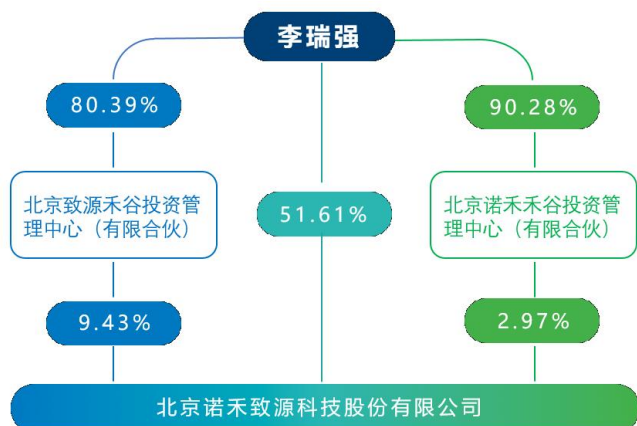 李瑞强
80.39%
90.28%
北京致源禾谷投资管
理中心（有限合伙）
51.61%
北京诺禾禾谷投资管
理中心（有限合伙）
9.43%
2.97%
北京诺禾致源科技股份有限公司